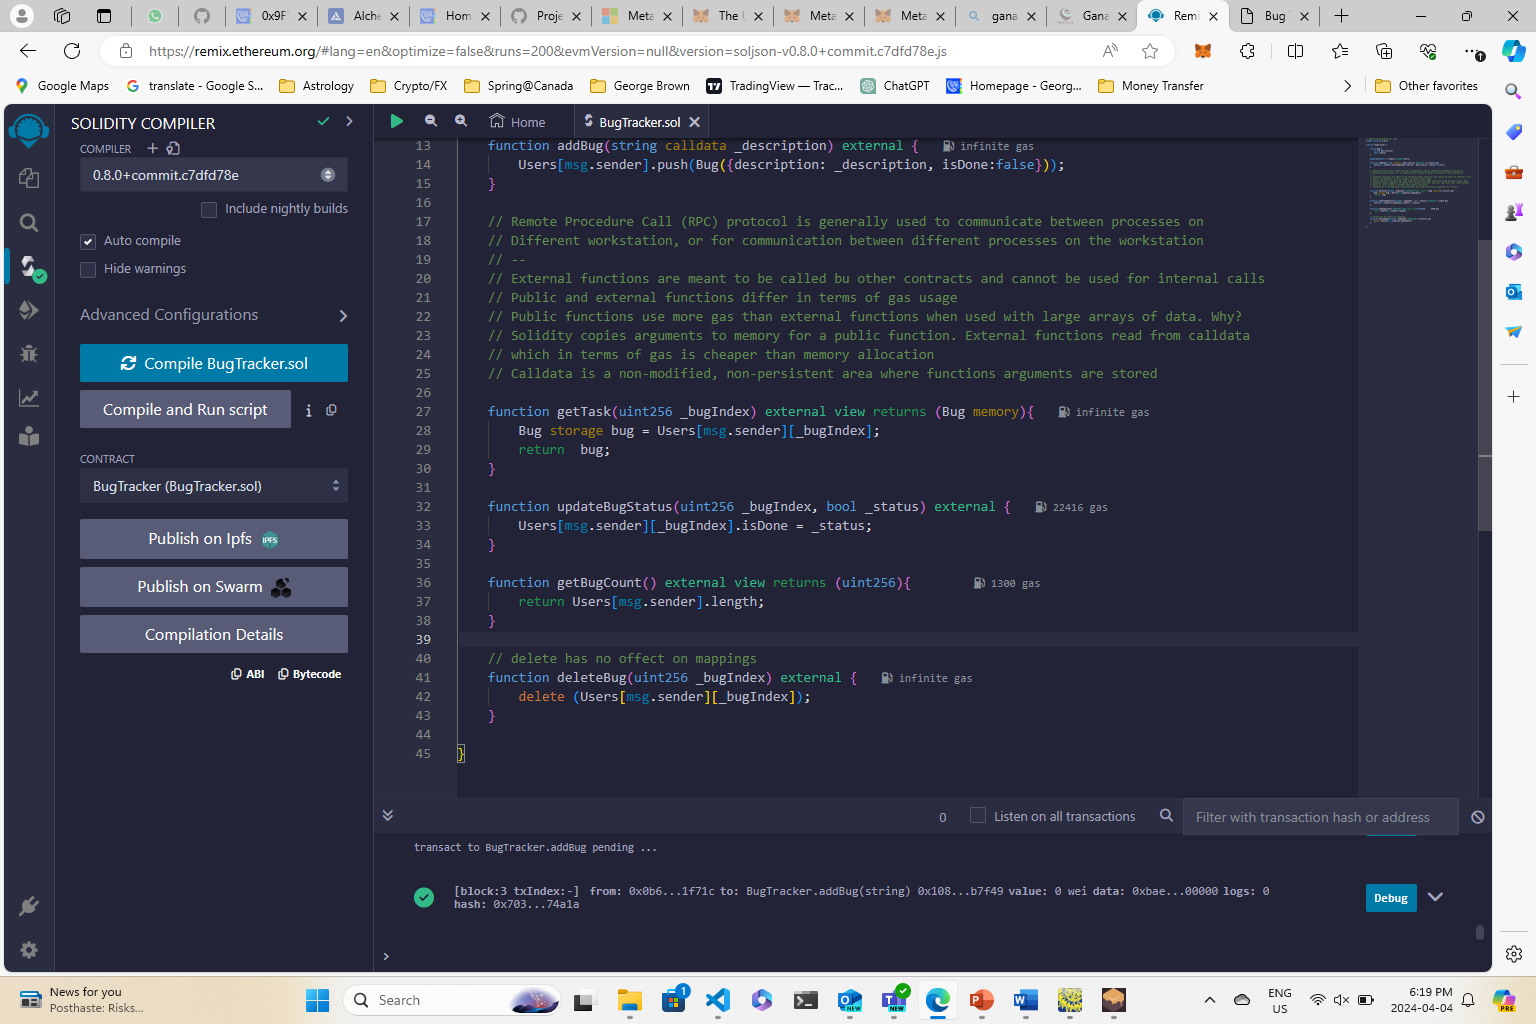 0x9F
Alche
Hom
Proje
Meta
The U
Meta
Meta
gana
Gana
Remi
Bug
https://remix.ethereum.org/#lang=en&optimize=false&runs=200&evmVersion=null&version=soljson-v0.8.0+commit.c7dfd78e.js
Google Maps
translate - Google S...
Astrology
Crypto/FX
Spring@Canada
George Brown
TradingView — Trac...
ChatGPT
Homepage - Georg...
Money Transfer
Other favorites
SOLIDITY COMPILER
COMPILER
0.8.0+commit.c7dfd78e
Include nightly builds
Auto compile
Hide warnings
Advanced Configurations
Compile BugTracker.sol
Compile and Run script
CONTRACT
BugTracker (BugTracker.sol)
Publish on Ipfs IPFS
Publish on Swarm
Compilation Details
ABI Bytecode
Home BugTracker.sol
13 function addBug(string calldata _description) external { infinite gas
14 Users[msg.sender].push(Bug({description: _description, isDone:false}));
15 }
16
17 // Remote Procedure Call (RPC) protocol is generally used to communicate between processes on
18 // Different workstation, or for communication between different processes on the workstation
19 // --
20 // External functions are meant to be called bu other contracts and cannot be used for internal calls
21 // Public and external functions differ in terms of gas usage
22 // Public functions use more gas than external functions when used with large arrays of data. Why?
23 // Solidity copies arguments to memory for a public function. External functions read from calldata
24 // which in terms of gas is cheaper than memory allocation
25 // Calldata is a non-modified, non-persistent area where functions arguments are stored
26
27 function getTask(uint256 _bugIndex) external view returns (Bug memory){ infinite gas
28 Bug storage bug = Users[msg.sender][_bugIndex];
29 return  bug;
30 }
31
32 function updateBugStatus(uint256 _bugIndex, bool _status) external { 22416 gas
33 Users[msg.sender][_bugIndex].isDone = _status;
34 }
35
36 function getBugCount() external view returns (uint256){ 1300 gas
37 return Users[msg.sender].length;
38 }
39
40 // delete has no offect on mappings
41 function deleteBug(uint256 _bugIndex) external { infinite gas
42 delete (Users[msg.sender][_bugIndex]);
43 }
44
45 }
0 Listen on all transactions Filter with transaction hash or address
transact to BugTracker.addBug pending ...
[block:3 txIndex:-] from: 0x0b6...1f71c to: BugTracker.addBug(string) 0x108...b7f49 value: 0 wei data: 0xbae...00000 logs: 0
hash: 0x703...74a1a
Debug
>
News for you
Posthaste: Risks...
Search
1
NEW
NEW
ENG
US
6:19 PM
2024-04-04
PRE